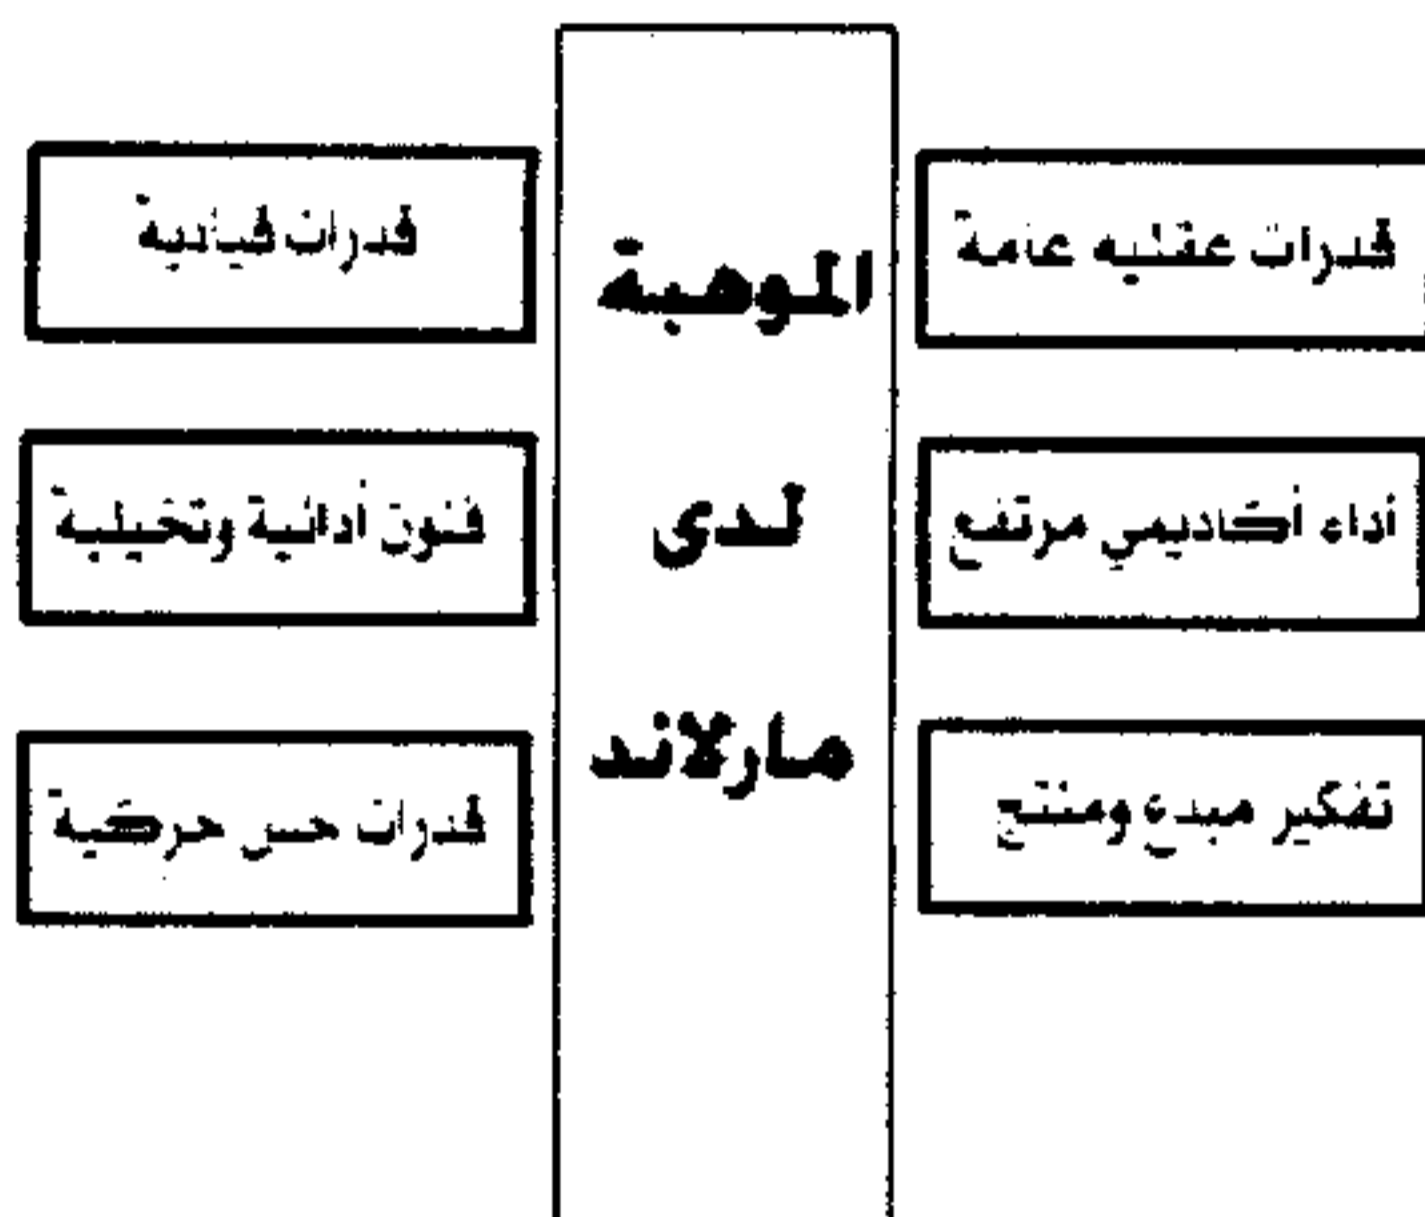 الموهبة
لدى
مارلاند
قدرات عقلية عامة
أداء أكاديمي مرتفع
تفكير مبدع ومنتج
قدرات قيادية
فنون أدائية وتخيلية
قدرات حس حركية